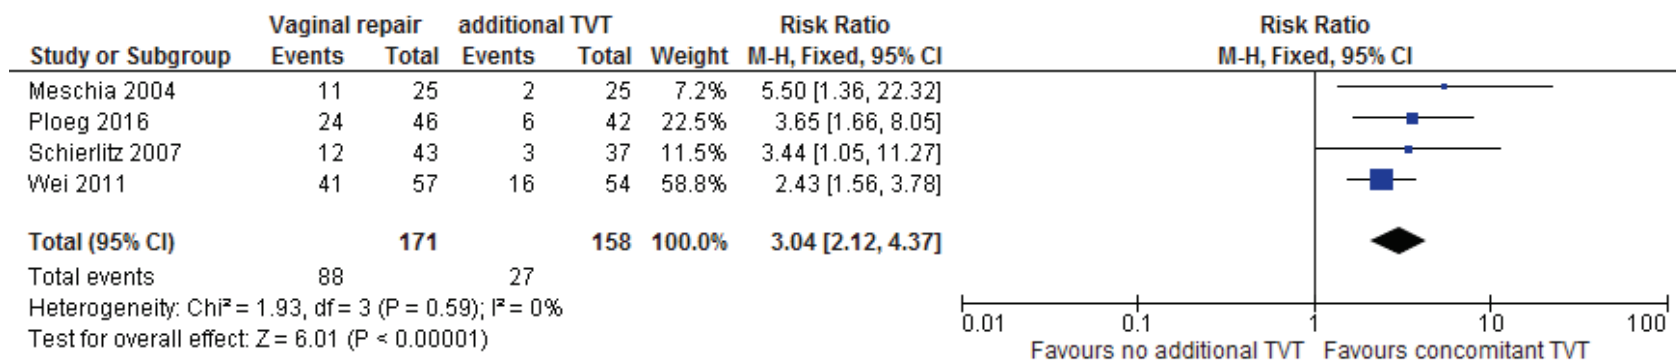 Vaginal repair additional TVT Risk Ratio Risk Ratio
Study or Subgroup Events Total Events Total Weight M-H, Fixed, 95% CI M-H, Fixed, 95% CI
Meschia 2004 11 25 2 25 7.2% 5.50 [1.36, 22.32]
Ploeg 2016 24 46 6 42 22.5% 3.65 [1.66, 8.05]
Schierlitz 2007 12 43 3 37 11.5% 3.44 [1.05, 11.27]
Wei 2011 41 57 16 54 58.8% 2.43 [1.56, 3.78]
Total (95% CI) 171 158 100.0% 3.04 [2.12, 4.37]
Total events 88 27
Heterogeneity: Chi² = 1.93, df = 3 (P = 0.59); I² = 0%
Test for overall effect: Z = 6.01 (P < 0.00001)
0.01 0.1 1 10 100
Favours no additional TVT Favours concomitant TVT